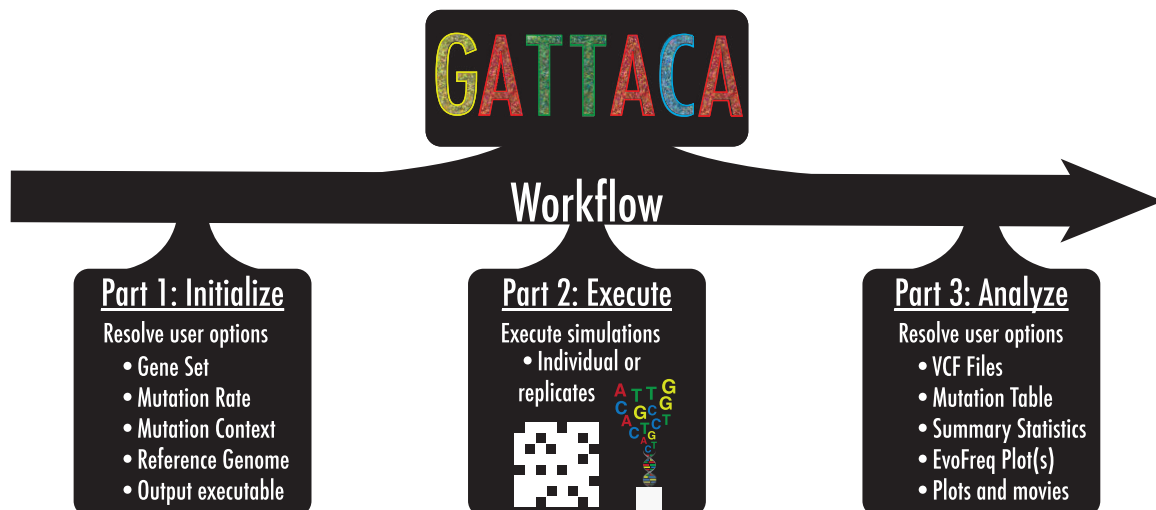 GATTACA
Workflow
Part 1: Initialize
Resolve user options
• Gene Set
• Mutation Rate
• Mutation Context
• Reference Genome
• Output executable
Part 2: Execute
Execute simulations
• Individual or
replicates
A T T G
C G C G T
A C T C
C A G
C T
Part 3: Analyze
Resolve user options
• VCF Files
• Mutation Table
• Summary Statistics
• EvoFreq Plot(s)
• Plots and movies